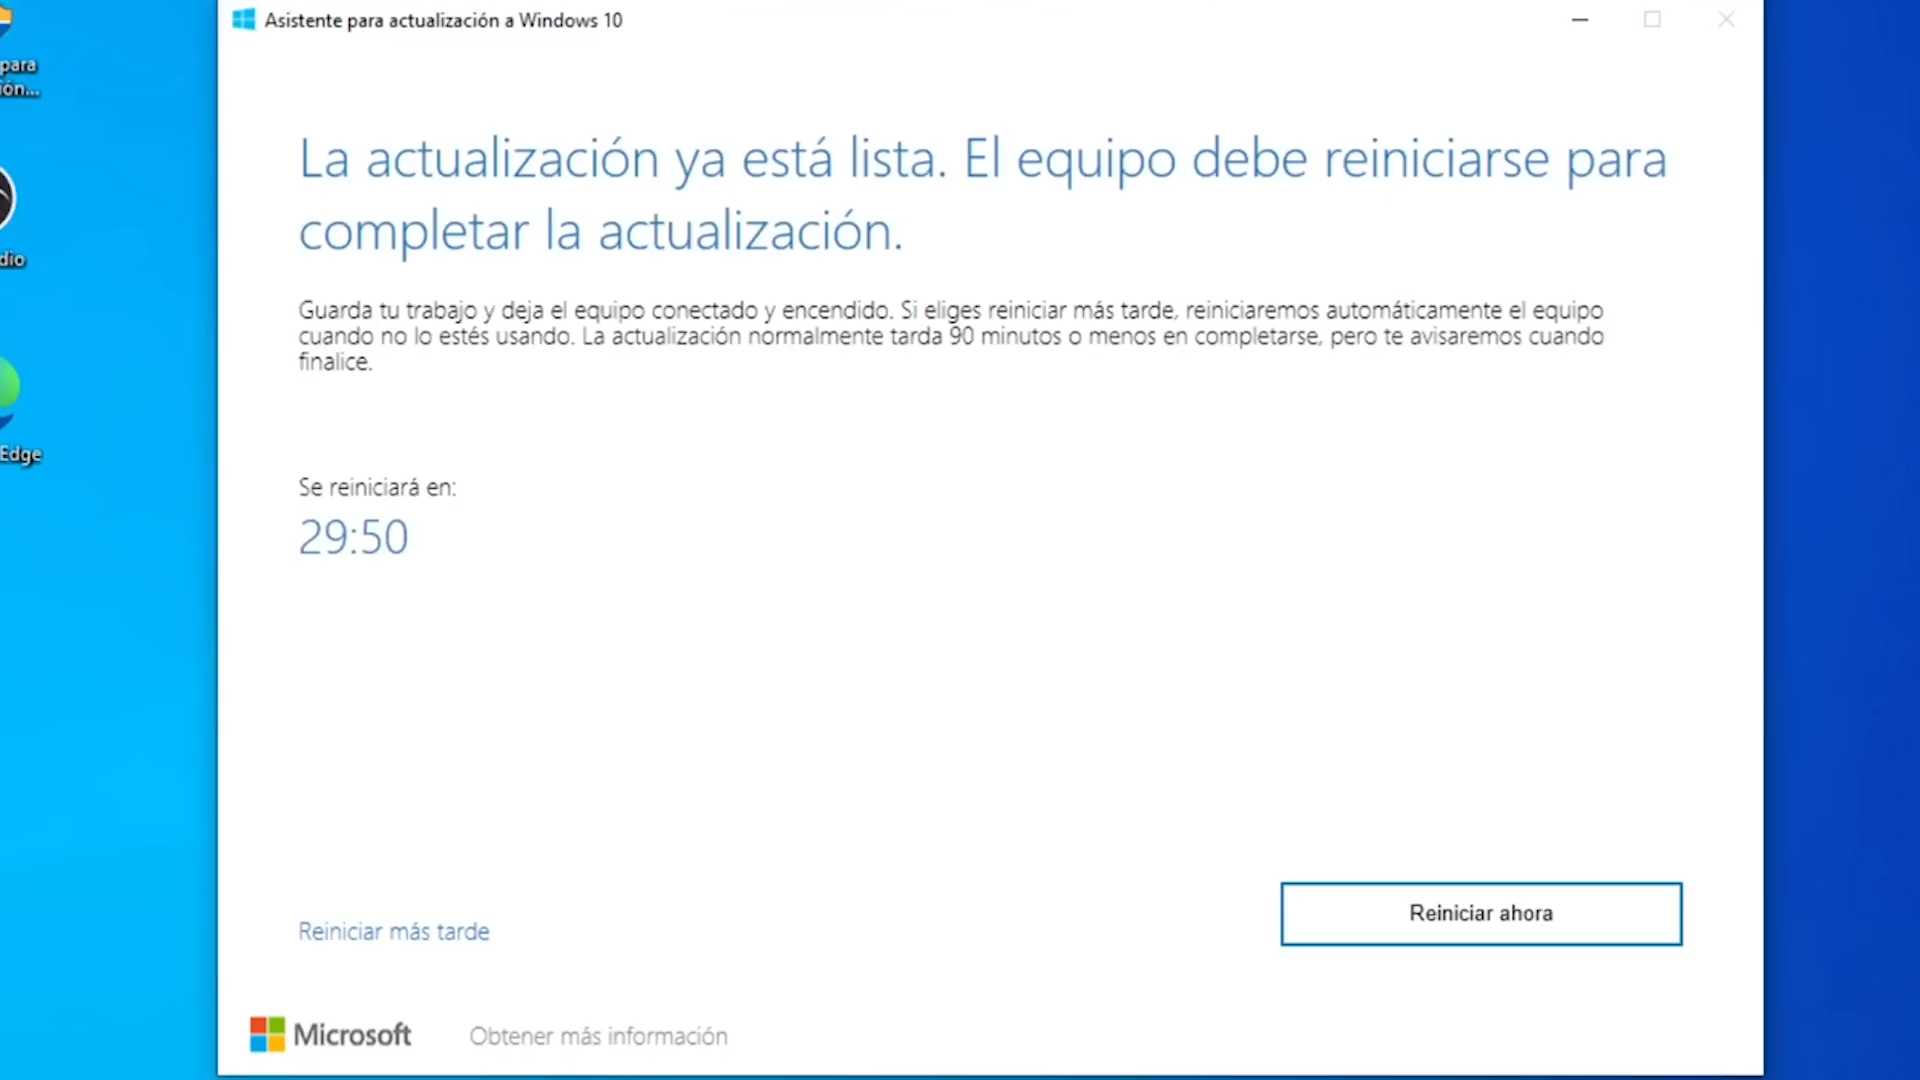 Asistente para actualización a Windows 10
para
ión...
dio
Edge
La actualización ya está lista. El equipo debe reiniciarse para
completar la actualización.
Guarda tu trabajo y deja el equipo conectado y encendido. Si eliges reiniciar más tarde, reiniciaremos automáticamente el equipo
cuando no lo estés usando. La actualización normalmente tarda 90 minutos o menos en completarse, pero te avisaremos cuando
finalice.
Se reiniciará en:
29:50
Reiniciar más tarde
Reiniciar ahora
Microsoft
Obtener más información